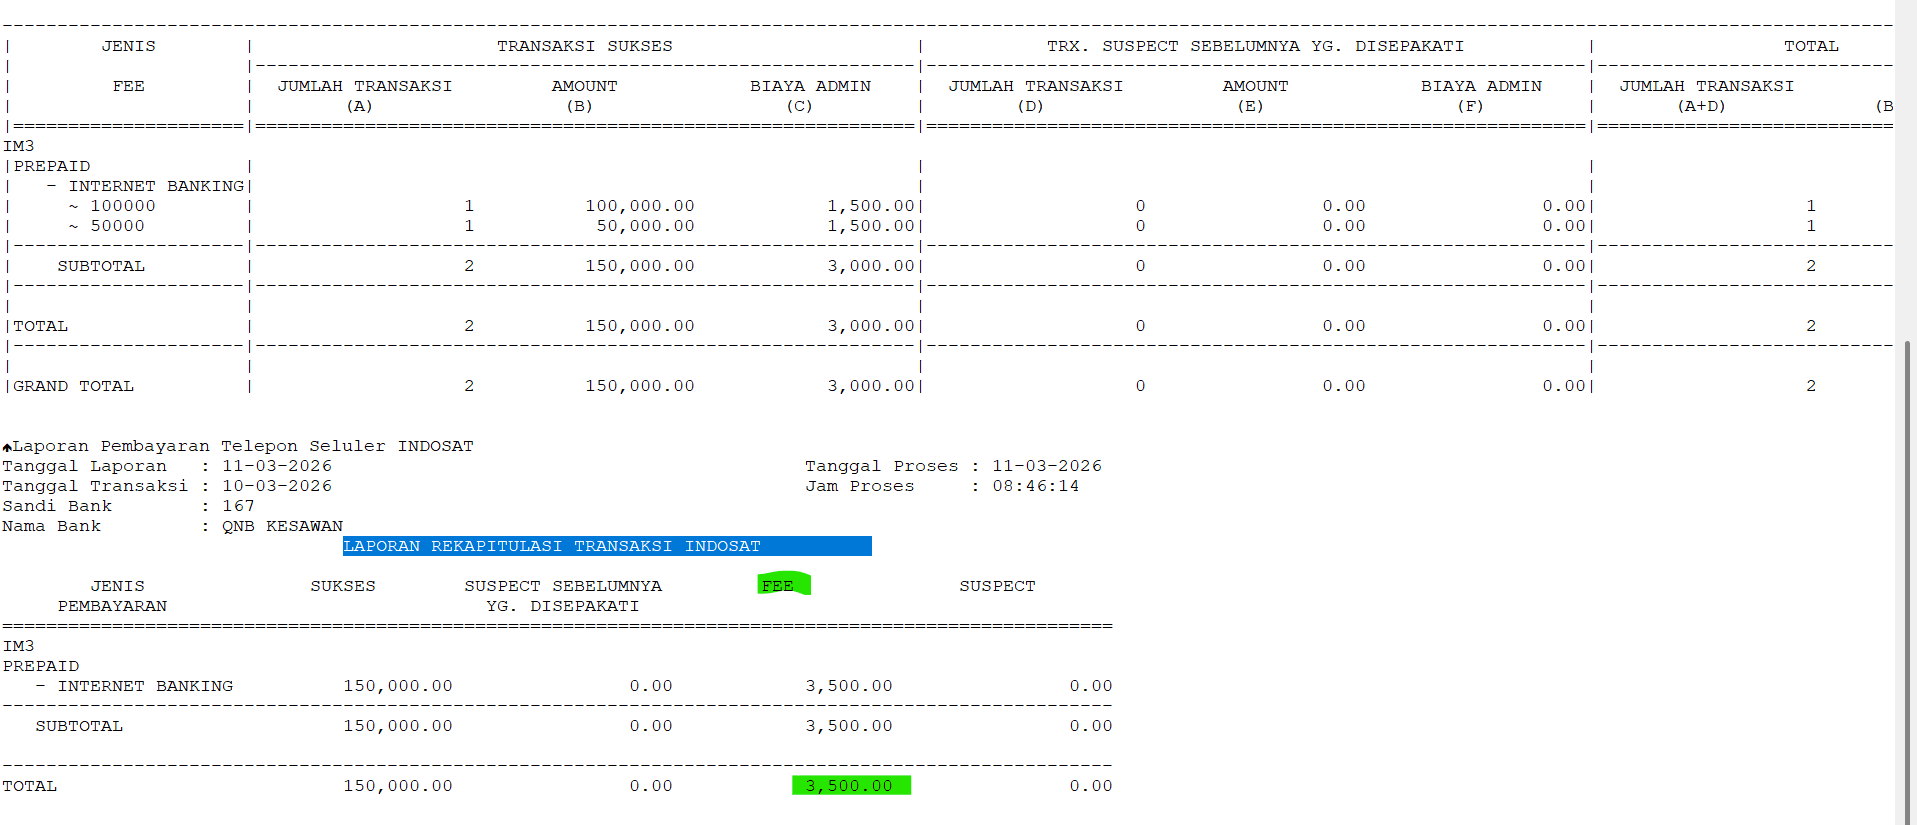 | JENIS | TRANSAKSI SUKSES | TRX. SUSPECT SEBELUMNYA YG. DISEPAKATI | TOTAL
| FEE | JUMLAH TRANSAKSI AMOUNT BIAYA ADMIN | JUMLAH TRANSAKSI AMOUNT BIAYA ADMIN | JUMLAH TRANSAKSI
| | (A) (B) (C) | (D) (E) (F) | (A+D) (B
IM3
|PREPAID | | |
| - INTERNET BANKING| | |
| ~ 100000 | 1 100,000.00 1,500.00| 0 0.00 0.00| 1
| ~ 50000 | 1 50,000.00 1,500.00| 0 0.00 0.00| 1
| SUBTOTAL | 2 150,000.00 3,000.00| 0 0.00 0.00| 2
|TOTAL | 2 150,000.00 3,000.00| 0 0.00 0.00| 2
|GRAND TOTAL | 2 150,000.00 3,000.00| 0 0.00 0.00| 2
Laporan Pembayaran Telepon Seluler INDOSAT
Tanggal Laporan : 11-03-2026 Tanggal Proses : 11-03-2026
Tanggal Transaksi : 10-03-2026 Jam Proses : 08:46:14
Sandi Bank : 167
Nama Bank : QNB KESAWAN
LAPORAN REKAPITULASI TRANSAKSI INDOSAT
JENIS SUKSES SUSPECT SEBELUMNYA FEE SUSPECT
PEMBAYARAN YG. DISEPAKATI
IM3
PREPAID
- INTERNET BANKING 150,000.00 0.00 3,500.00 0.00
SUBTOTAL 150,000.00 0.00 3,500.00 0.00
TOTAL 150,000.00 0.00 3,500.00 0.00